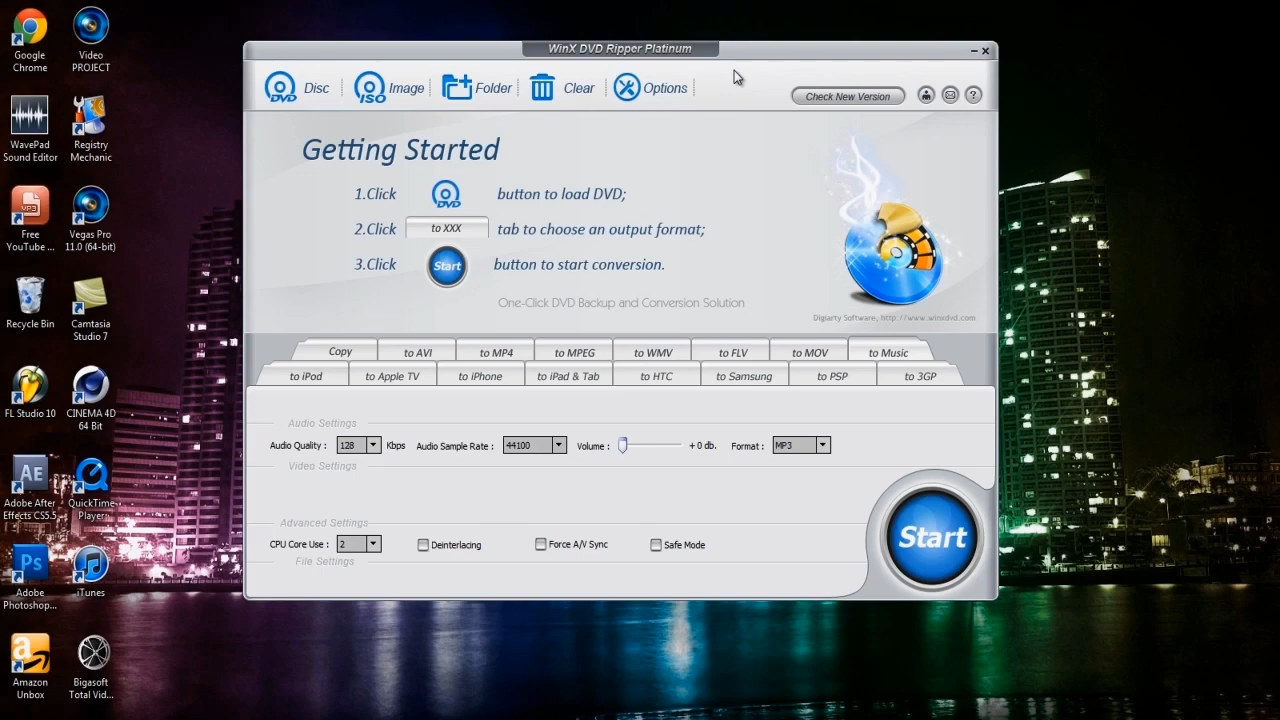 Google
Chrome
Video
PROJECT
WavePad
Sound Editor
Registry
Mechanic
VP3
Free
YouTube ...
Vegas Pro
11.0 (64-bit)
Recycle Bin
Camtasia
Studio 7
FL Studio 10
CINEMA 4D
64 Bit
AE
Adobe After
Effects CS5.5
QuickTime
Player
Ps
Adobe
Photoshop...
iTunes
a
Amazon
Unbox
Bigasoft
Total Vid...
WinX DVD Ripper Platinum
DVD Disc
ISO Image
Folder
Clear
Options
Check New Version
?
Getting Started
1.Click DVD button to load DVD;
2.Click to XXX tab to choose an output format;
3.Click Start button to start conversion.
One-Click DVD Backup and Conversion Solution
Digiarty Software, http://www.winxdvd.com
Copy to AVI to MP4 to MPEG to WMV to FLV to MOV to Music
to iPod to Apple TV to iPhone to iPad & Tab to HTC to Samsung to PSP to 3GP
Audio Settings
Audio Quality : 128 Kbps Audio Sample Rate : 44100 Volume : + 0 db. Format : MP3
Video Settings
Advanced Settings
CPU Core Use : 2 Deinterlacing Force A/V Sync Safe Mode
File Settings
Start